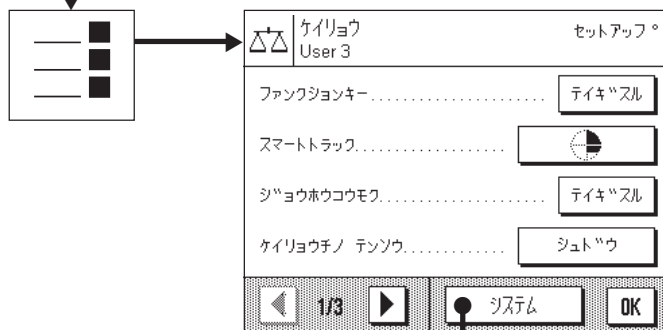 ケイリョウ
User 3
セットアップ
ファンクションキー...................... テイギスル
スマートトラック...................
ジョウホウコウモク...................... テイギスル
ケイリョウチノ テンソウ............. シュドウ
1/3 システム OK